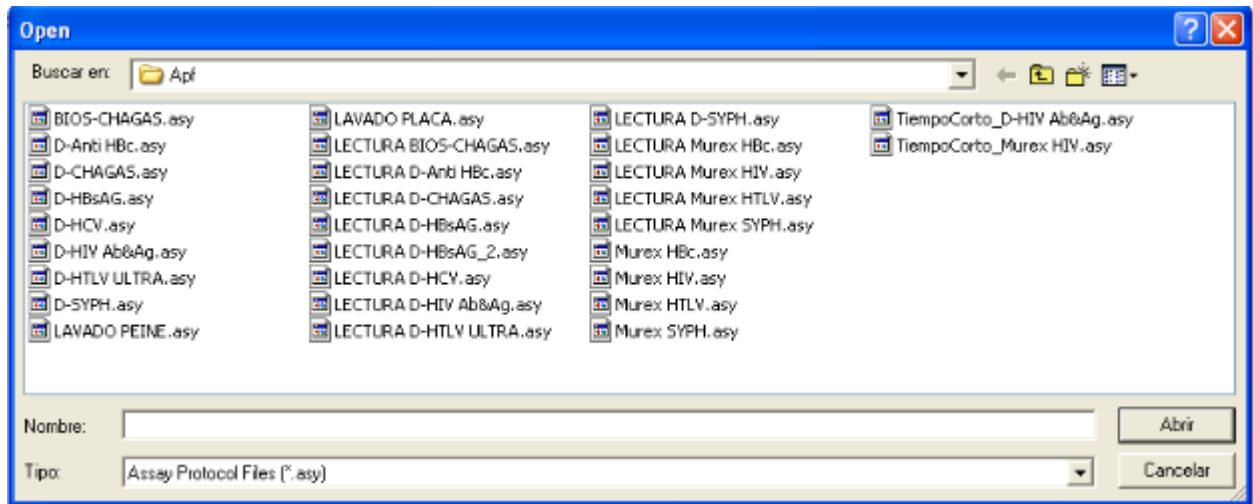 Open
Buscar en: Apf
BIOS-CHAGAS.asy
D-Anti HBc.asy
D-CHAGAS.asy
D-HBsAG.asy
D-HCV.asy
D-HIV Ab&Ag.asy
D-HTLV ULTRA.asy
D-SYPH.asy
LAVADO PEINE.asy
LAVADO PLACA.asy
LECTURA BIOS-CHAGAS.asy
LECTURA D-Anti HBc.asy
LECTURA D-CHAGAS.asy
LECTURA D-HBsAG.asy
LECTURA D-HBsAG_2.asy
LECTURA D-HCV.asy
LECTURA D-HIV Ab&Ag.asy
LECTURA D-HTLV ULTRA.asy
LECTURA D-SYPH.asy
LECTURA Murex HBc.asy
LECTURA Murex HIV.asy
LECTURA Murex HTLV.asy
LECTURA Murex SYPH.asy
Murex HBc.asy
Murex HIV.asy
Murex HTLV.asy
Murex SYPH.asy
TiempoCorto_D-HIV Ab&Ag.asy
TiempoCorto_Murex HIV.asy
Nombre:
Abrir
Tipo: Assay Protocol Files (*.asy)
Cancelar